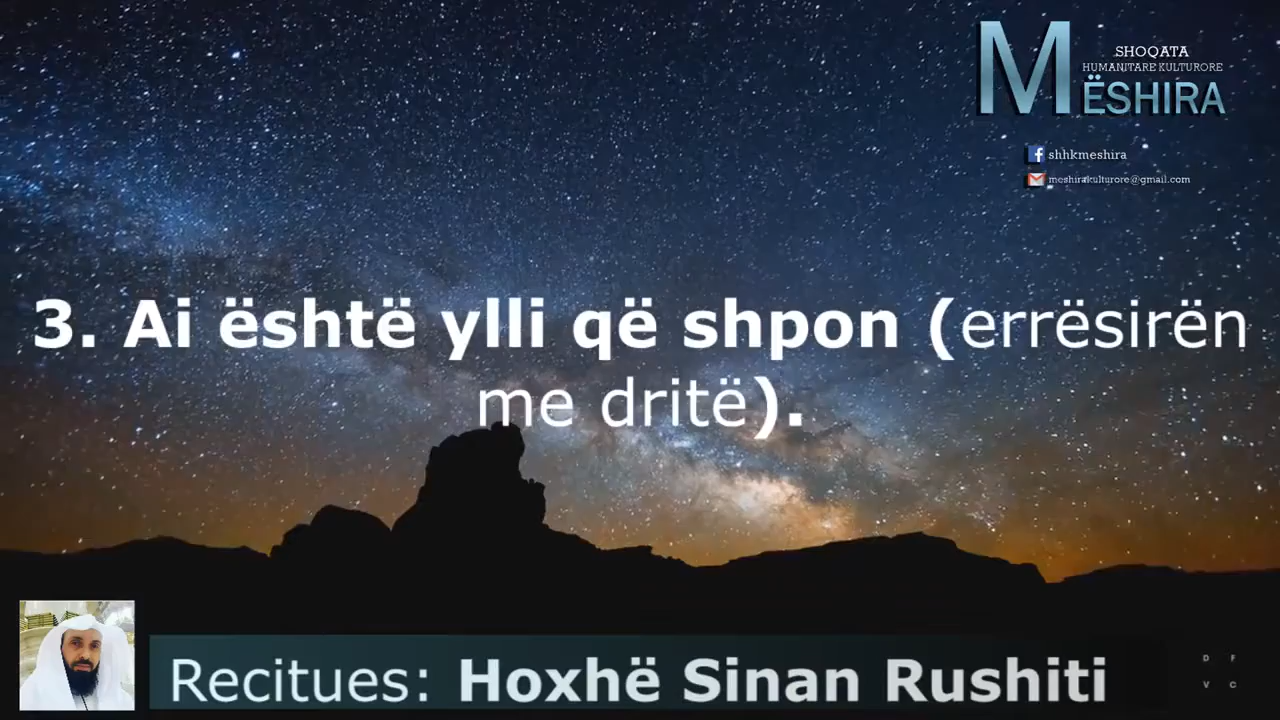 M
SHOQATA
HUMANITARE KULTURORE
ËSHIRA
shhkmeshira
meshirakulturore@gmail.com
3. Ai është ylli që shpon (errësirën
me dritë).
Recitues: Hoxhë Sinan Rushiti
D F
V C